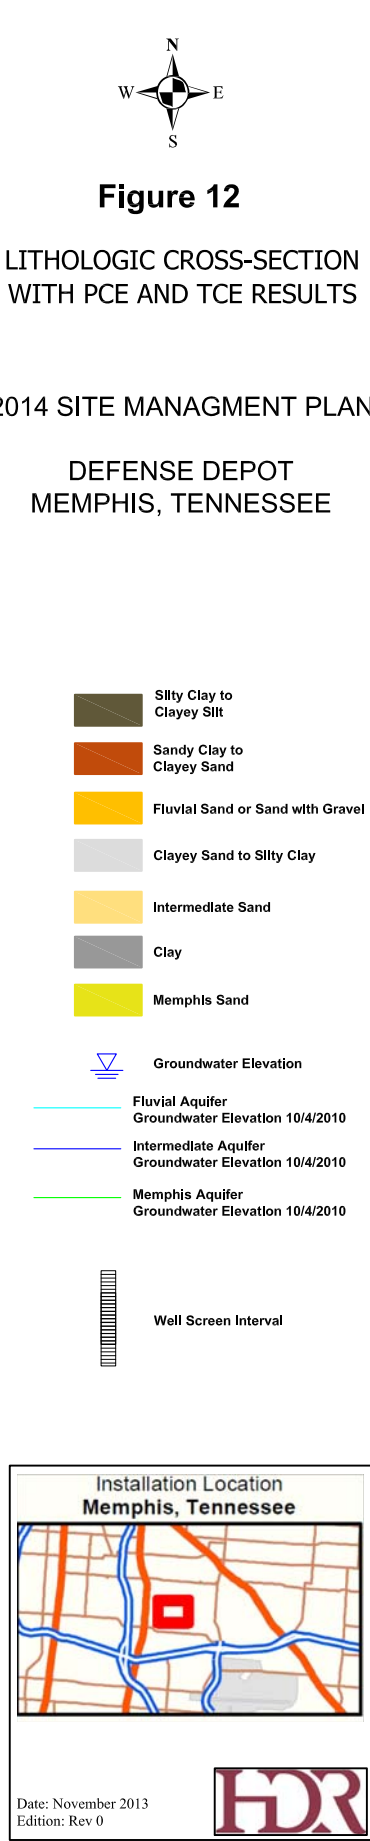 N
W E
S
Figure 12
LITHOLOGIC CROSS-SECTION
WITH PCE AND TCE RESULTS
2014 SITE MANAGMENT PLAN
DEFENSE DEPOT
MEMPHIS, TENNESSEE
Silty Clay to
Clayey Silt
Sandy Clay to
Clayey Sand
Fluvial Sand or Sand with Gravel
Clayey Sand to Silty Clay
Intermediate Sand
Clay
Memphis Sand
Groundwater Elevation
Fluvial Aquifer
Groundwater Elevation 10/4/2010
Intermediate Aquifer
Groundwater Elevation 10/4/2010
Memphis Aquifer
Groundwater Elevation 10/4/2010
Well Screen Interval
Installation Location
Memphis, Tennessee
Date: November 2013
Edition: Rev 0
HDR